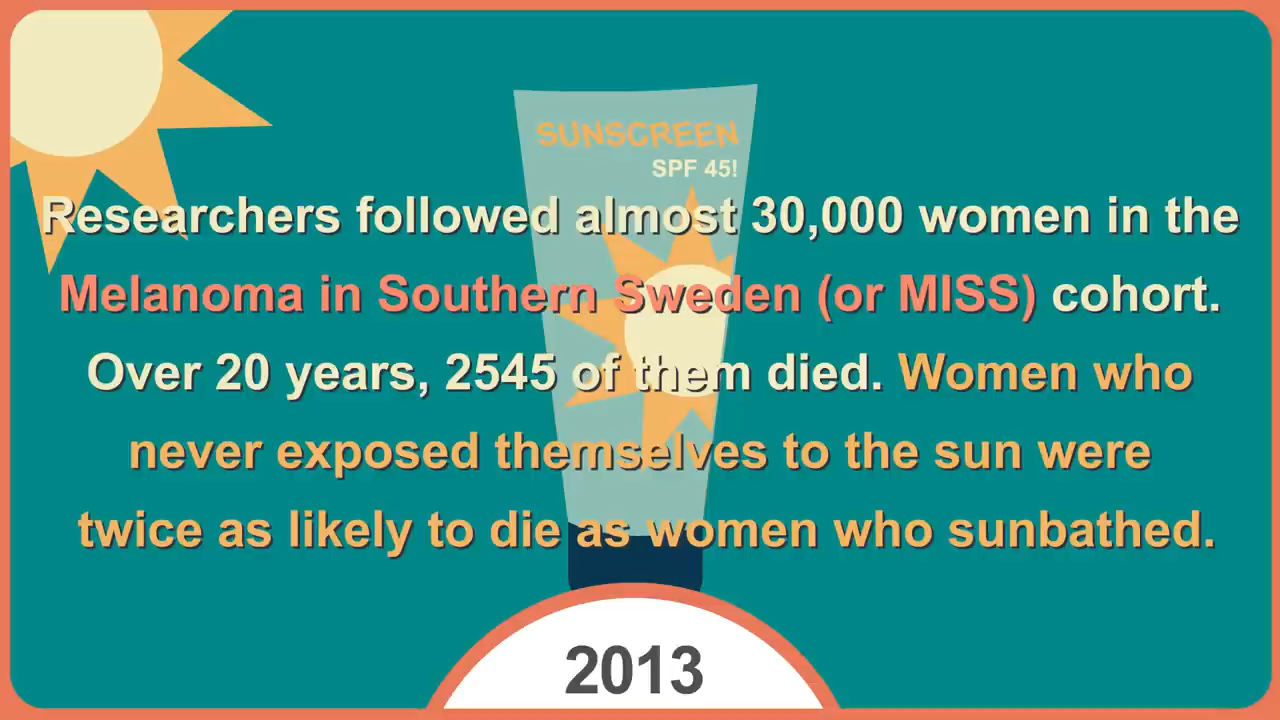 SUNSCREEN
SPF 45!
Researchers followed almost 30,000 women in the
Melanoma in Southern Sweden (or MISS) cohort.
Over 20 years, 2545 of them died. Women who
never exposed themselves to the sun were
twice as likely to die as women who sunbathed.
2013